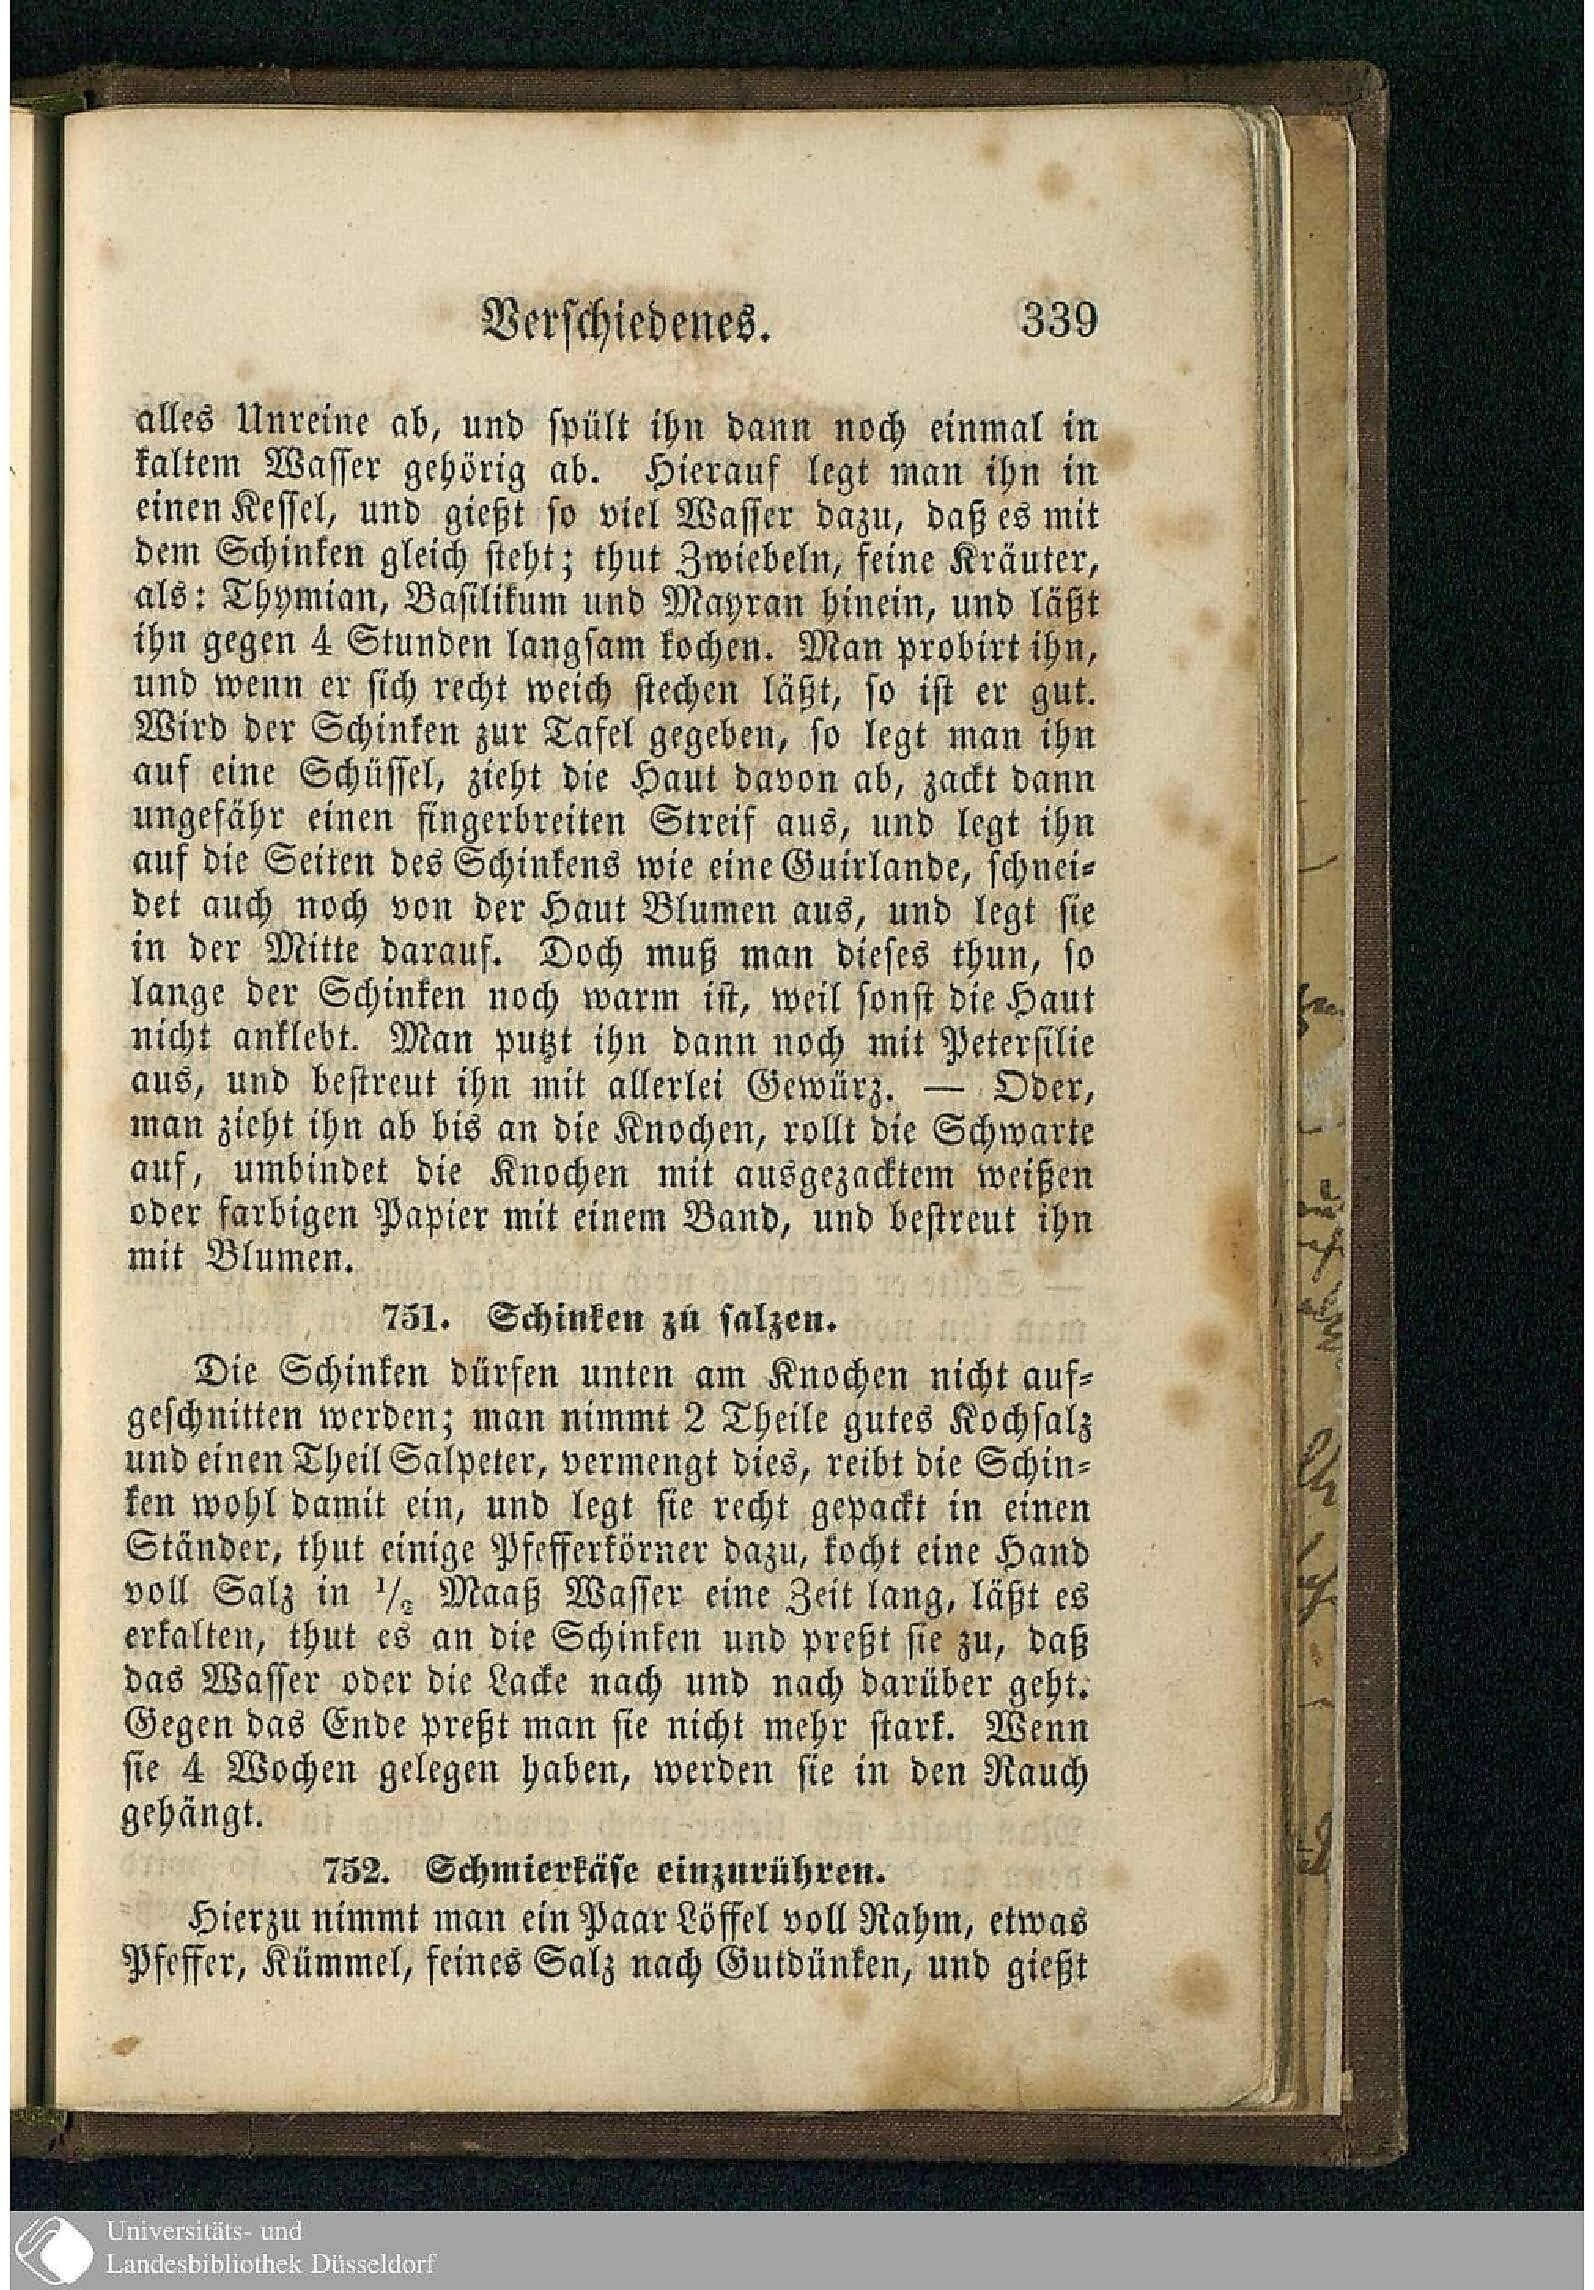 Verschiedenes. 339
alles Unreine ab, und spült ihn dann noch einmal in
kaltem Wasser gehörig ab. Hierauf legt man ihn in
einen Kessel, und gießt so viel Wasser dazu, daß es mit
dem Schinken gleich steht; thut Zwiebeln, feine Kräuter,
als: Thymian, Basilikum und Mayran hinein, und läßt
ihn gegen 4 Stunden langsam kochen. Man probirt ihn,
und wenn er sich recht weich stechen läßt, so ist er gut.
Wird der Schinken zur Tafel gegeben, so legt man ihn
auf eine Schüssel, zieht die Haut davon ab, zackt dann
ungefähr einen fingerbreiten Streif aus, und legt ihn
auf die Seiten des Schinkens wie eine Guirlande, schnei-
det auch noch von der Haut Blumen aus, und legt sie
in der Mitte darauf. Doch muß man dieses thun, so
lange der Schinken noch warm ist, weil sonst die Haut
nicht anklebt. Man putzt ihn dann noch mit Petersilie
aus, und bestreut ihn mit allerlei Gewürz. — Oder,
man zieht ihn ab bis an die Knochen, rollt die Schwarte
auf, umbindet die Knochen mit ausgezacktem weißen
oder farbigen Papier mit einem Band, und bestreut ihn
mit Blumen.
751. Schinken zu salzen.
Die Schinken dürfen unten am Knochen nicht auf-
geschnitten werden; man nimmt 2 Theile gutes Kochsalz
und einen Theil Salpeter, vermengt dies, reibt die Schin-
ken wohl damit ein, und legt sie recht gepackt in einen
Ständer, thut einige Pfefferkörner dazu, kocht eine Hand
voll Salz in 1/2 Maaß Wasser eine Zeit lang, läßt es
erkalten, thut es an die Schinken und preßt sie zu, daß
das Wasser oder die Lacke nach und nach darüber geht.
Gegen das Ende preßt man sie nicht mehr stark. Wenn
sie 4 Wochen gelegen haben, werden sie in den Rauch
gehängt.
752. Schmierkäse einzurühren.
Hierzu nimmt man ein Paar Löffel voll Rahm, etwas
Pfeffer, Kümmel, feines Salz nach Gutdünken, und gießt
Universitäts- und
Landesbibliothek Düsseldorf